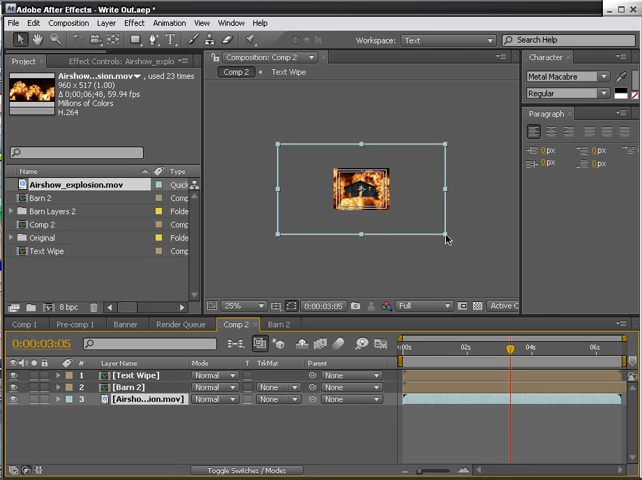 Adobe After Effects - Write Out.aep *
File Edit Composition Layer Effect Animation View Window Help
Workspace: Text Search Help
Project Effect Controls: Airshow_explo
Airshow...sion.mov , used 23 times
960 x 517 (1.00)
Δ 0;00;06;48, 59.94 fps
Millions of Colors
H.264
Name Type
Airshow_explosion.mov Quick
Barn 2 Comp
Barn Layers 2 Folde
Comp 2 Comp
Original Folde
Text Wipe Comp
8 bpc
Composition: Comp 2
Comp 2 Text Wipe
25% 0:00:03:05 Full Active C
Character
Metal Macabre
Regular
Paragraph
0 px 0 px
0 px 0 px
Comp 1 Pre-comp 1 Banner Render Queue Comp 2 Barn 2
0:00:03:05
# Layer Name Mode T TrkMat Parent
1 [Text Wipe] Normal None
2 [Barn 2] Normal None None
3 [Airsho...ion.mov] Normal None None
:00s 02s 04s 06s
Toggle Switches / Modes